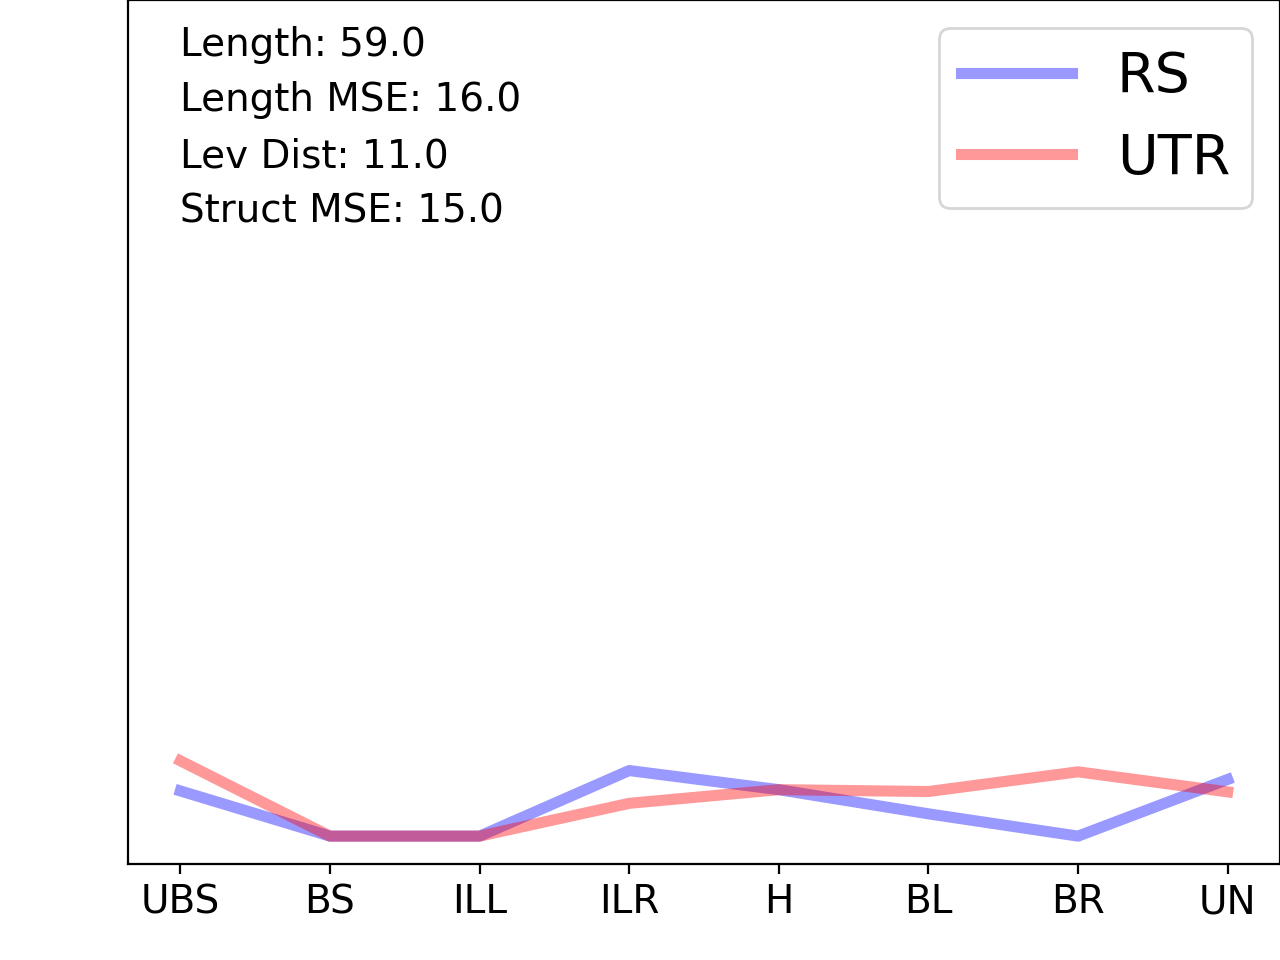 Length: 59.0
Length MSE: 16.0
Lev Dist: 11.0
Struct MSE: 15.0
RS
UTR
UBS BS ILL ILR H BL BR UN